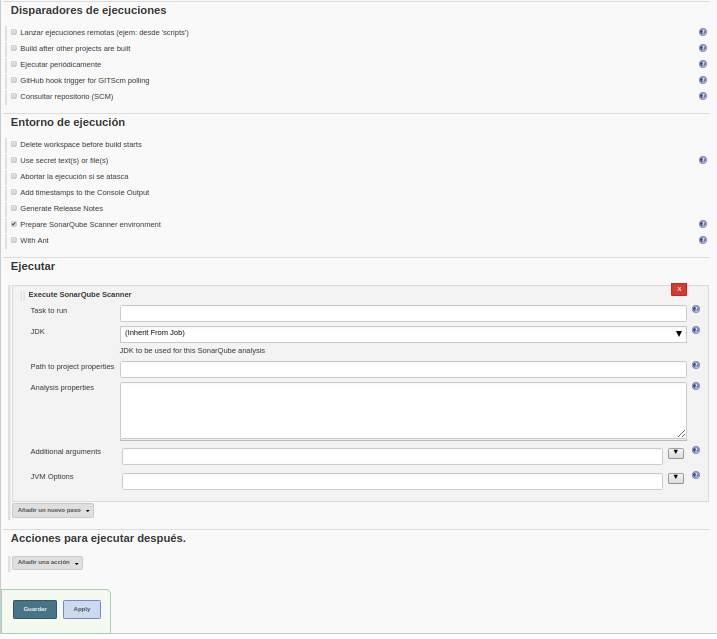 Disparadores de ejecuciones
Lanzar ejecuciones remotas (ejem: desde 'scripts')
Build after other projects are built
Ejecutar periódicamente
GitHub hook trigger for GITScm polling
Consultar repositorio (SCM)
Entorno de ejecución
Delete workspace before build starts
Use secret text(s) or file(s)
Abortar la ejecución si se atasca
Add timestamps to the Console Output
Generate Release Notes
Prepare SonarQube Scanner environment
With Ant
Ejecutar
Execute SonarQube Scanner
X
Task to run
JDK
(Inherit From Job)
JDK to be used for this SonarQube analysis
Path to project properties
Analysis properties
Additional arguments
JVM Options
Añadir un nuevo paso
Acciones para ejecutar después.
Añadir una acción
Guardar
Apply